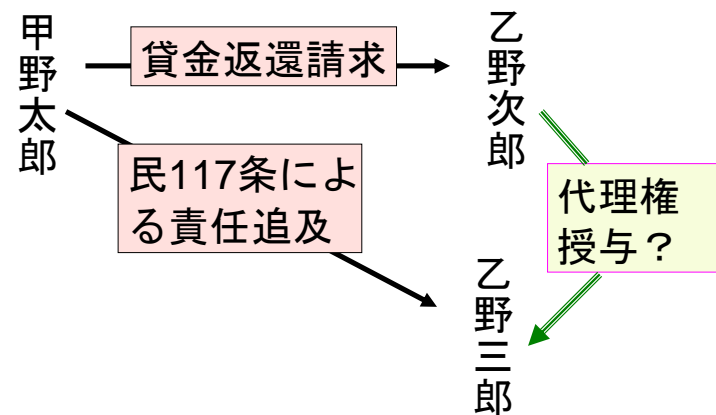 甲野太郎
貸金返還請求
乙野次郎
民117条によ
る責任追及
代理権
授与？
乙野三郎